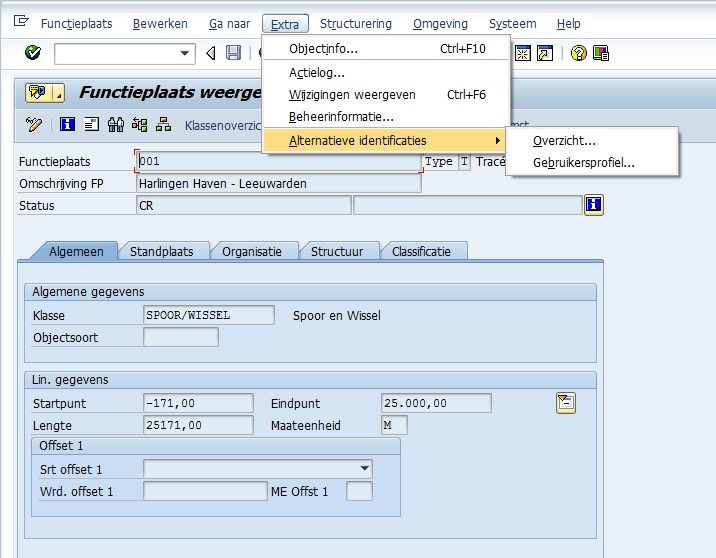 Functieplaats Bewerken Ga naar Extra Structurering Omgeving Systeem Help
Objectinfo... Ctrl+F10
Actielog...
Wijzigingen weergeven Ctrl+F6
Beheerinformatie...
Alternatieve identificaties
Overzicht...
Gebruikersprofiel...
Functieplaats weerge
Klassenoverzic
Functieplaats 001 Type T Tracé
Omschrijving FP Harlingen Haven - Leeuwarden
Status CR
Algemeen Standplaats Organisatie Structuur Classificatie
Algemene gegevens
Klasse SPOOR/WISSEL Spoor en Wissel
Objectsoort
Lin. gegevens
Startpunt -171,00 Eindpunt 25.000,00
Lengte 25171,00 Maateenheid M
Offset 1
Srt offset 1
Wrd. offset 1 ME Offst 1